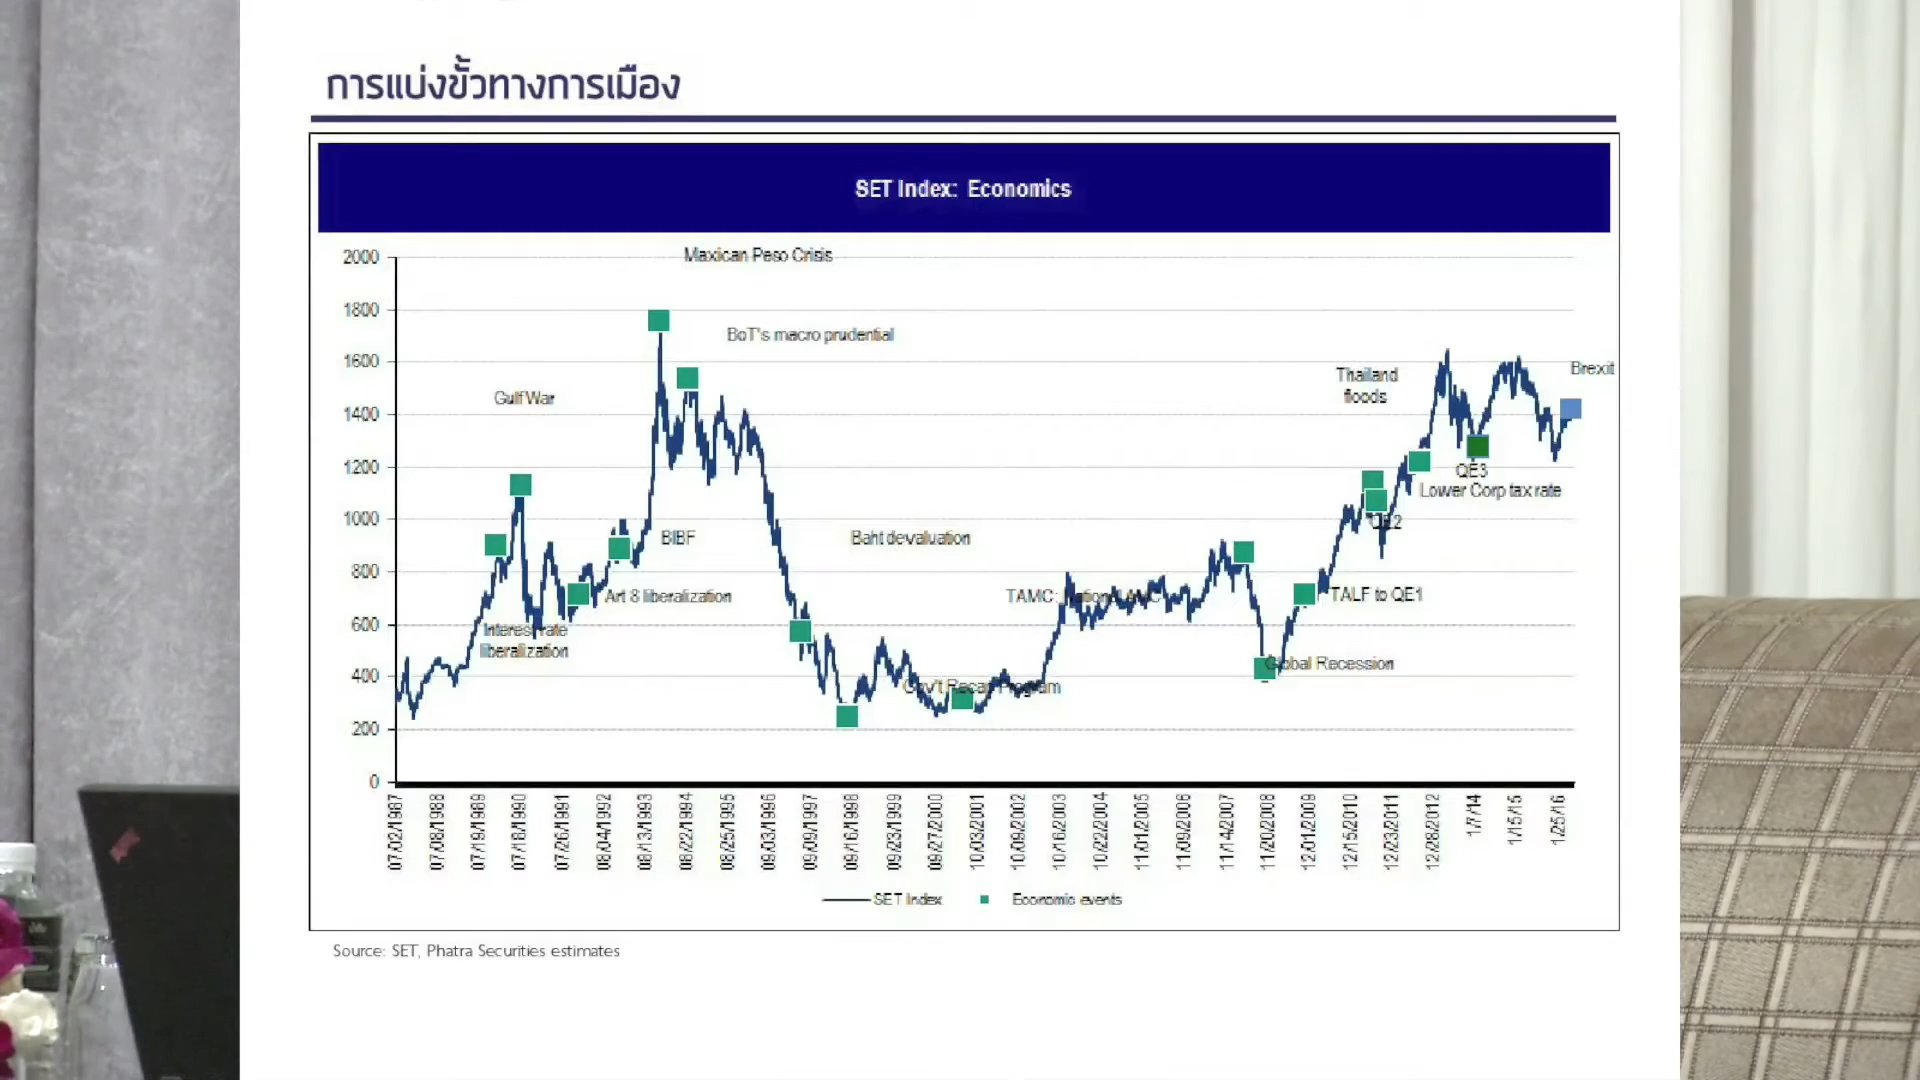 การแบ่งขั้วทางการเมือง
SET Index: Economics
Maxican Peso Crisis
BoT's macro prudential
Gulf War
Thailand
floods
Brexit
QE3
Lower Corp tax rate
QE2
BIBF
Baht devaluation
Art 8 liberalization
TAMC: National AMC
TALF to QE1
Interest rate
liberalization
Global Recession
Gov't Recap Program
2000
1800
1600
1400
1200
1000
800
600
400
200
0
07/02/1987
07/08/1988
07/19/1989
07/18/1990
07/26/1991
08/04/1992
08/13/1993
08/22/1994
08/25/1995
09/03/1996
09/09/1997
09/16/1998
09/23/1999
09/27/2000
10/03/2001
10/09/2002
10/16/2003
10/22/2004
11/01/2005
11/09/2006
11/14/2007
11/20/2008
12/01/2009
12/15/2010
12/23/2011
12/28/2012
1/7/14
1/15/15
1/25/16
SET Index
Economic events
Source: SET, Phatra Securities estimates